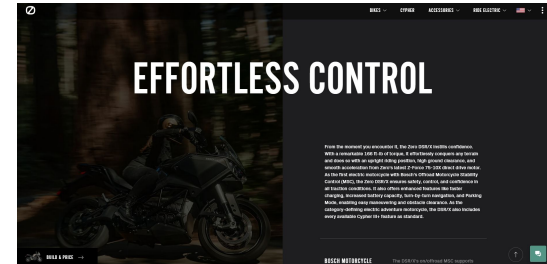 BIKES
CYPHER
ACCESSORIES
RIDE ELECTRIC
EFFORTLESS CONTROL
From the moment you encounter it, the Zero DSR/X instills confidence.
With a remarkable 166 ft-lb of torque, it effortlessly conquers any terrain
and does so with an upright riding position, high ground clearance, and
smooth acceleration from Zero's latest Z-Force 75-10X direct drive motor.
As the first electric motorcycle with Bosch's Offroad Motorcycle Stability
Control (MSC), the Zero DSR/X ensures safety, control, and confidence in
all traction conditions. It also offers enhanced features like faster
charging, increased battery capacity, turn-by-turn navigation, and Parking
Mode, enabling easy maneuvering and obstacle clearance. As the
category-defining electric adventure motorcycle, the DSR/X also includes
every available Cypher III+ feature as standard.
BUILD & PRICE
BOSCH MOTORCYCLE
The DSR/X's on/offroad MSC supports